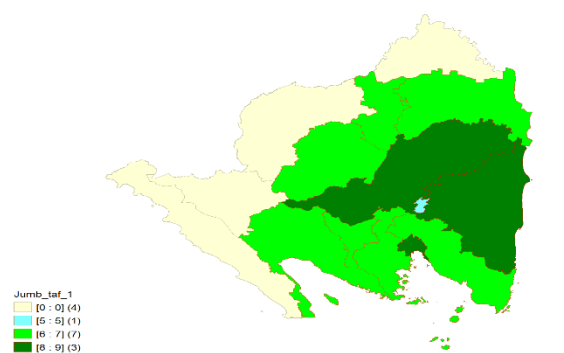 Jumb_taf_1
[0 : 0] (4)
[5 : 5] (1)
[6 : 7] (7)
[8 : 9] (3)